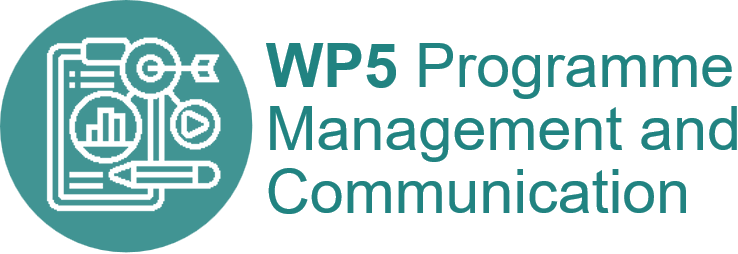 WP5 Programme
Management and
Communication